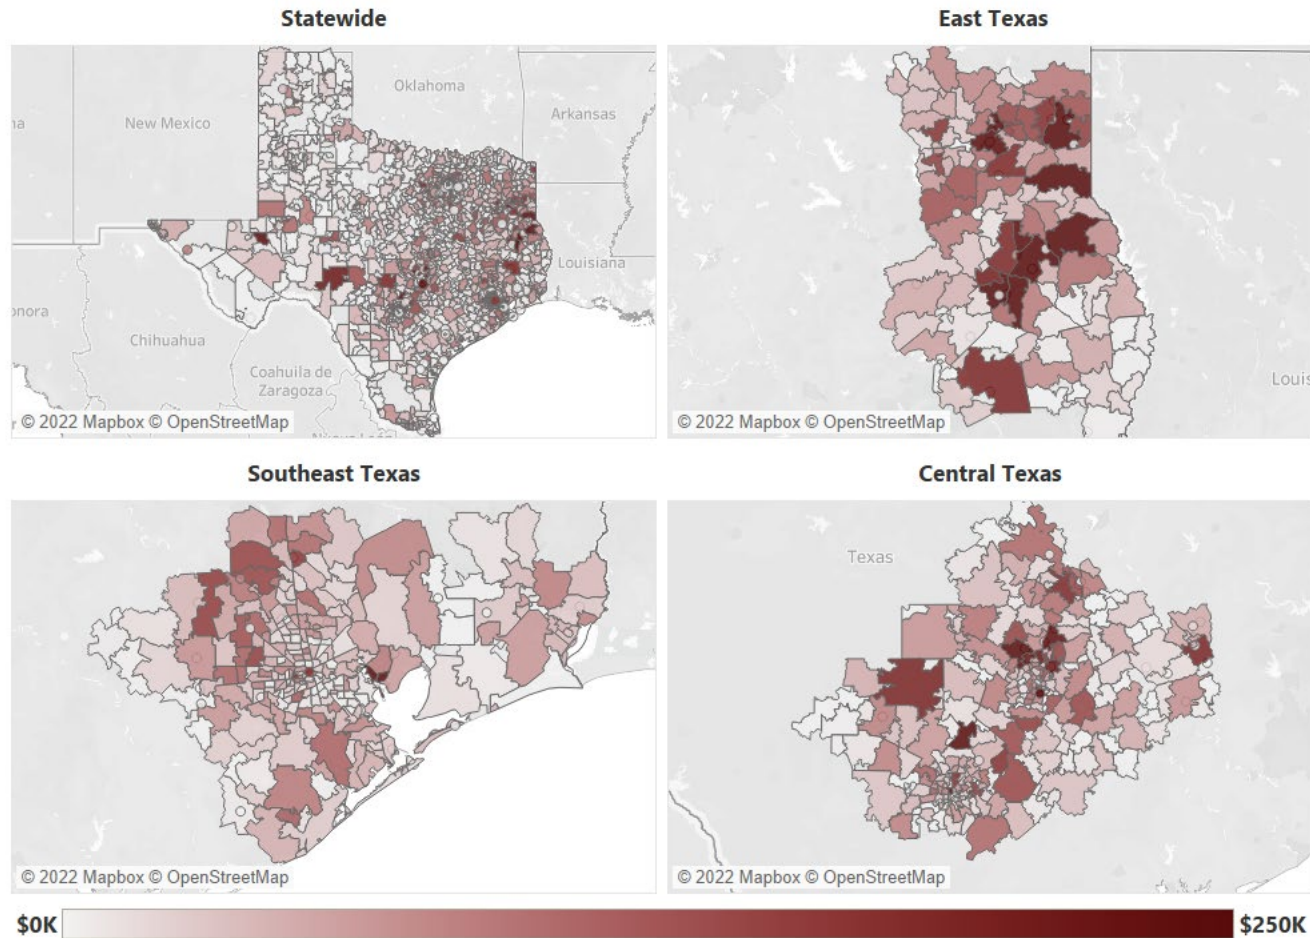 Statewide
East Texas
Oklahoma
Arkansas
New Mexico
Louisiana
Chihuahua
Coahuila de
Zaragoza
© 2022 Mapbox © OpenStreetMap
Louis
© 2022 Mapbox © OpenStreetMap
Southeast Texas
Central Texas
Texas
© 2022 Mapbox © OpenStreetMap
© 2022 Mapbox © OpenStreetMap
$0K
$250K